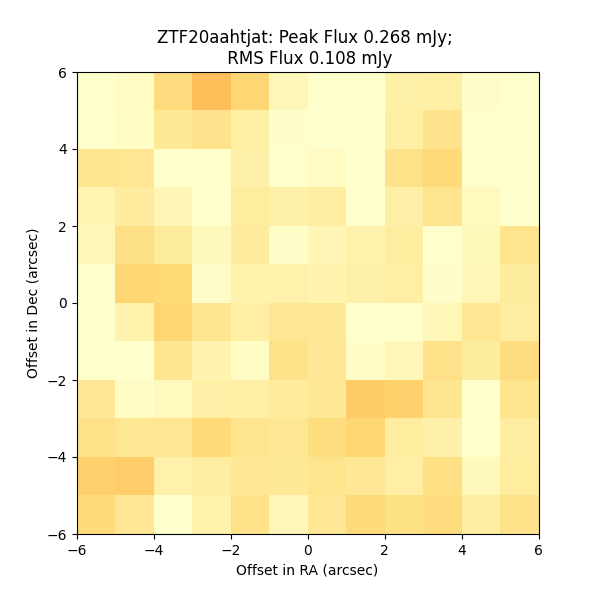 ZTF20aahtjat: Peak Flux 0.268 mJy;
RMS Flux 0.108 mJy
6
4
2
0
−2
−4
−6
−6 −4 −2 0 2 4 6
Offset in Dec (arcsec)
Offset in RA (arcsec)